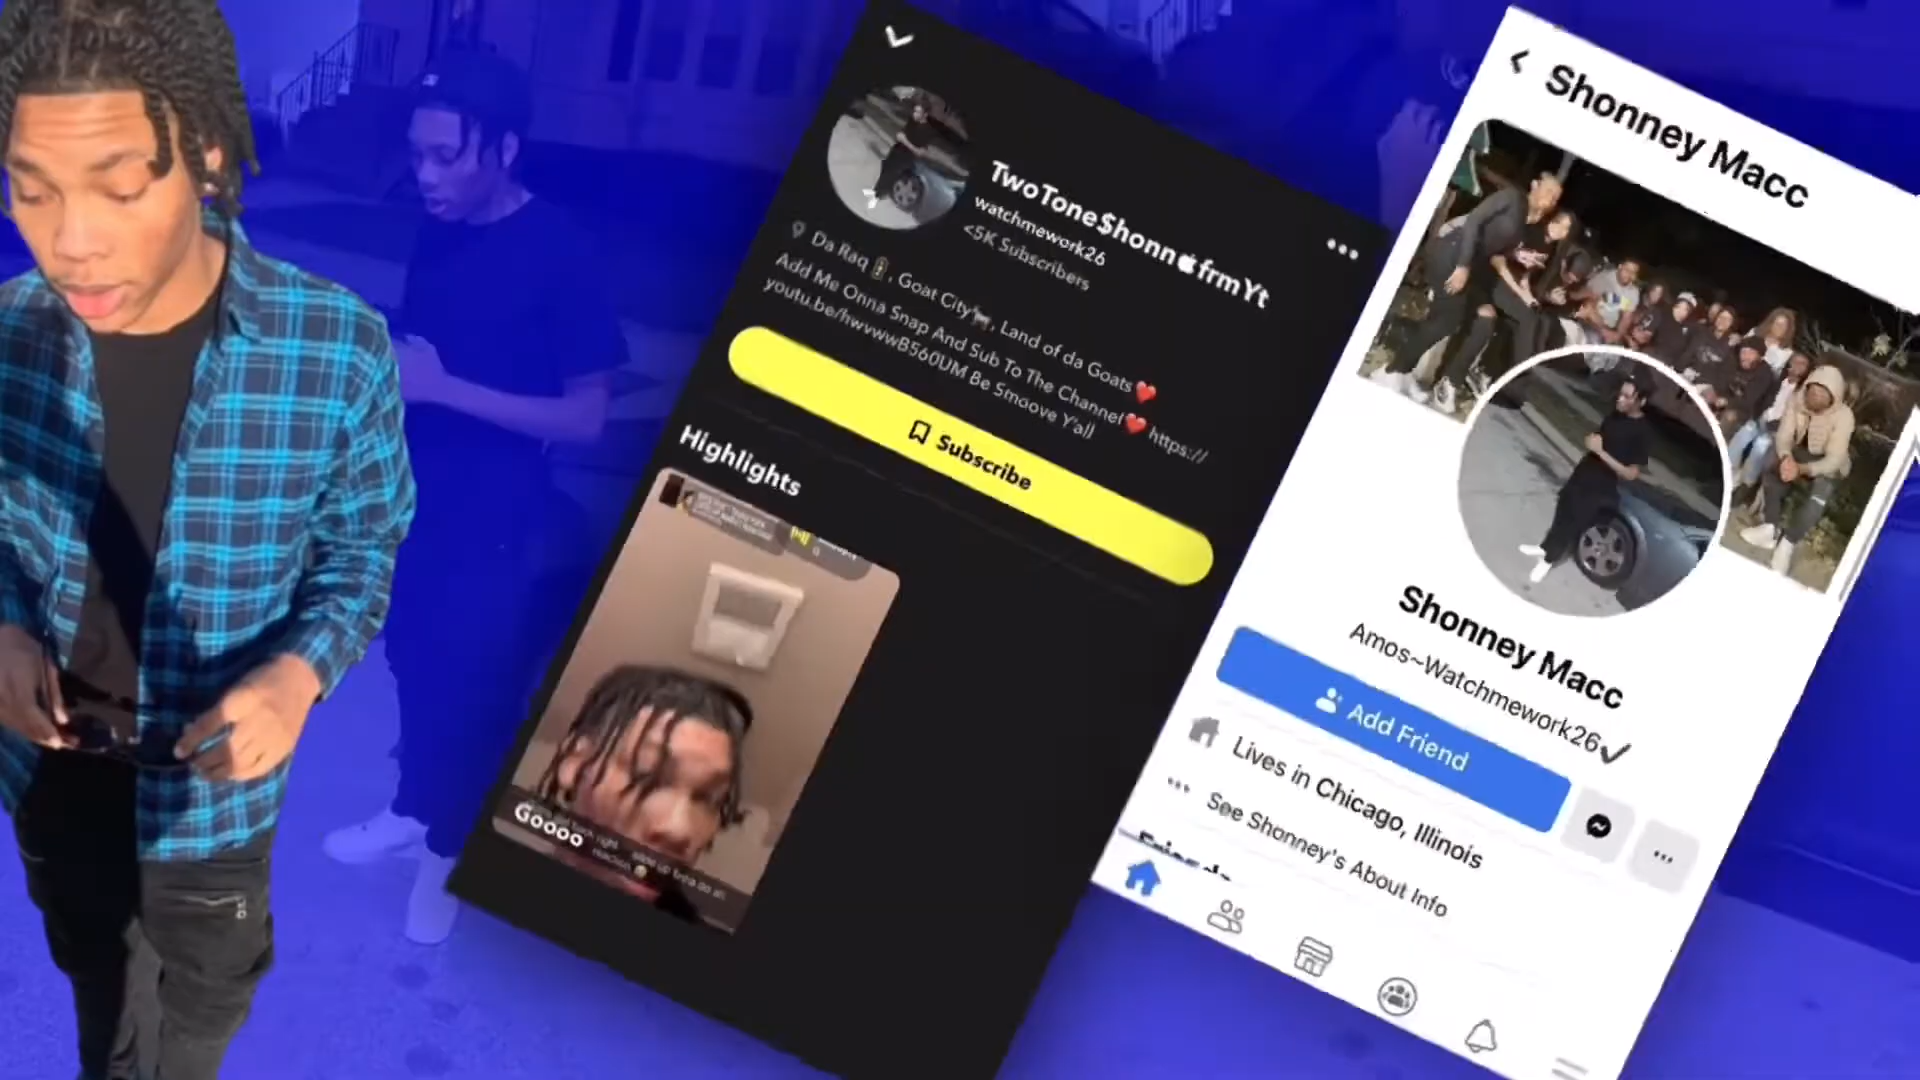 TwoTone$honn🍎frmYt
watchmework26
<5K Subscribers
Da Raq🚦, Goat City🐐, Land of da Goats❤️
Add Me Onna Snap And Sub To The Channel❤️ https://
youtu.be/hwvwwB560UM Be Smoove Y'all
Subscribe
Highlights
Goooo
Shonney Macc
Shonney Macc
Amos~Watchmework26✓
Add Friend
Lives in Chicago, Illinois
See Shonney's About Info
Friends